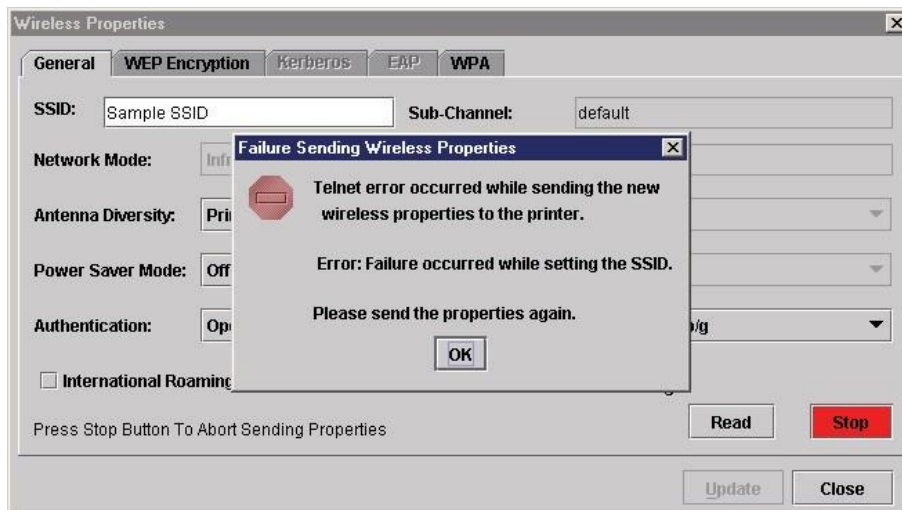 Wireless Properties
General WEP Encryption Kerberos EAP WPA
SSID: Sample SSID Sub-Channel: default
Failure Sending Wireless Properties
Network Mode:
Telnet error occurred while sending the new
wireless properties to the printer.
Antenna Diversity:
Error: Failure occurred while setting the SSID.
Power Saver Mode: Off
Please send the properties again.
Authentication:
OK
International Roaming
Press Stop Button To Abort Sending Properties
Read Stop
Update Close